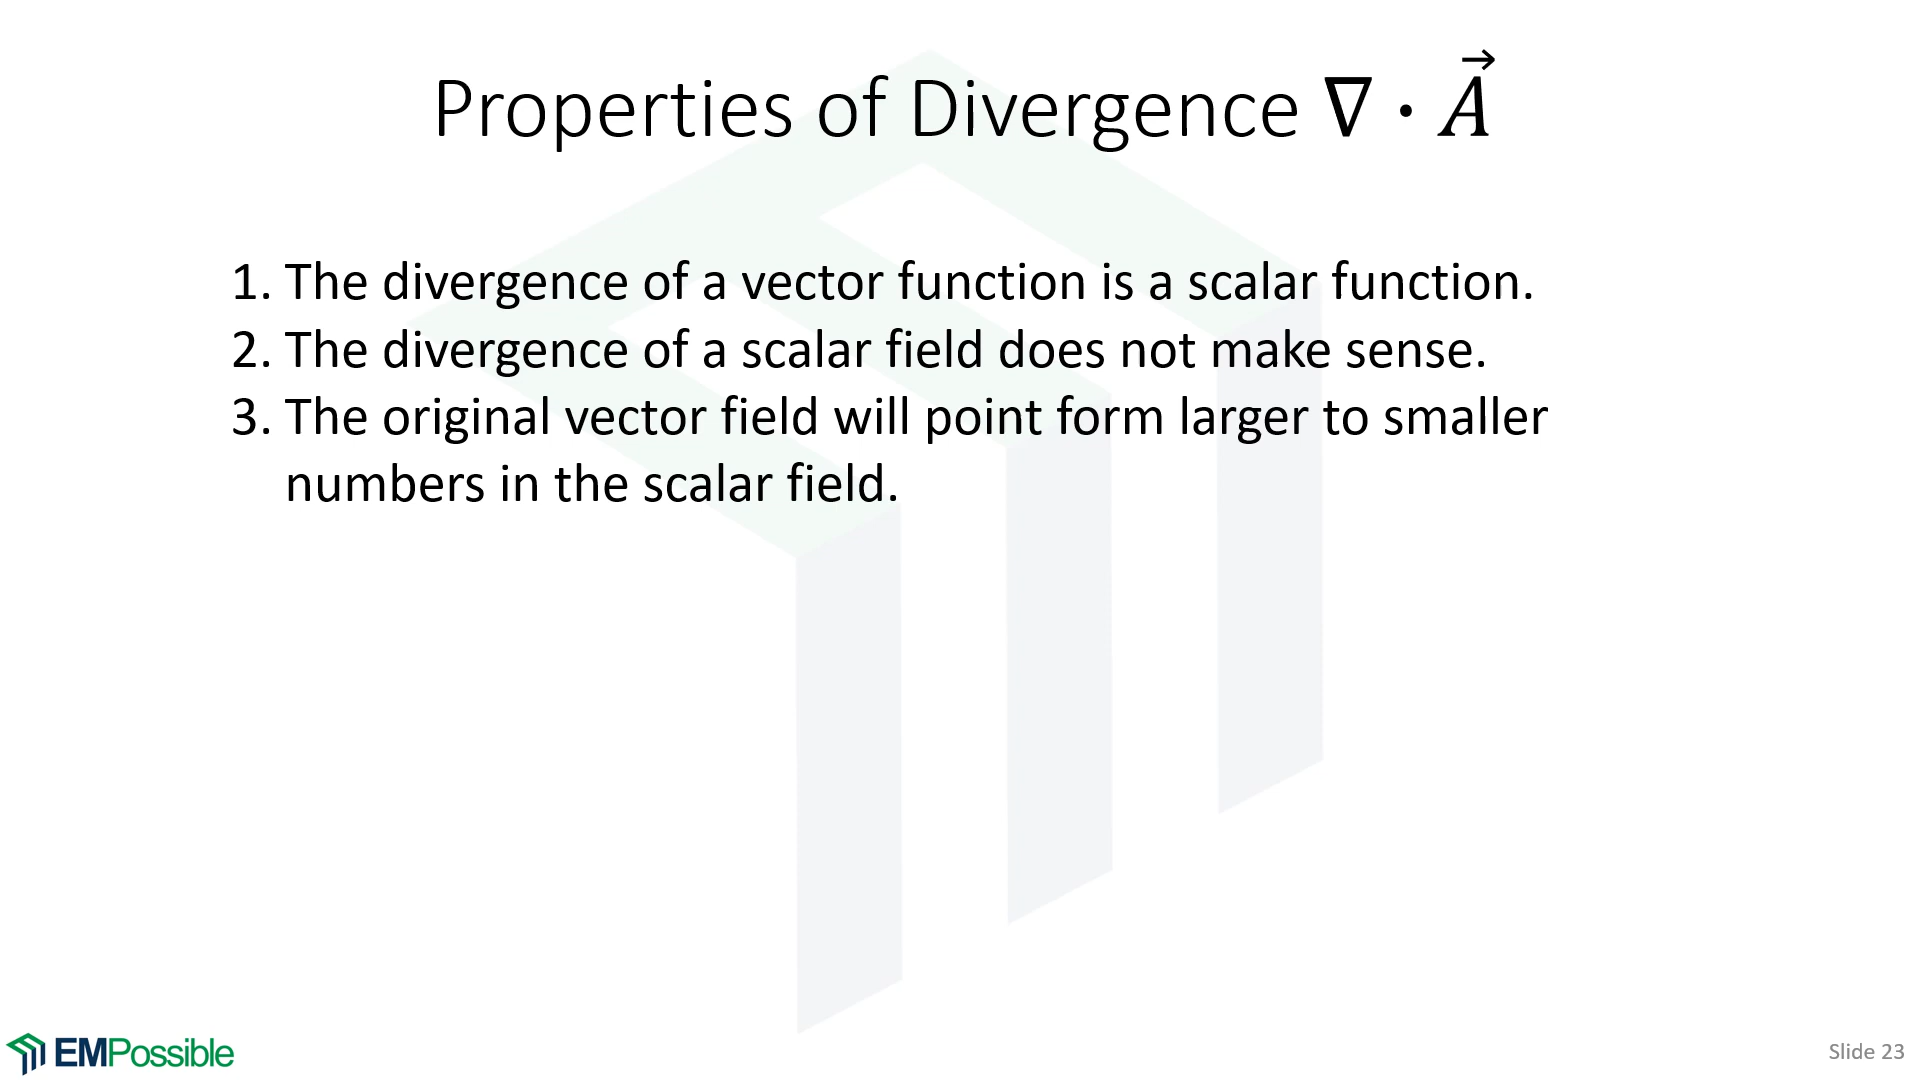 Properties of Divergence ∇ · A⃗
1. The divergence of a vector function is a scalar function.
2. The divergence of a scalar field does not make sense.
3. The original vector field will point form larger to smaller
numbers in the scalar field.
EMPossible
Slide 23